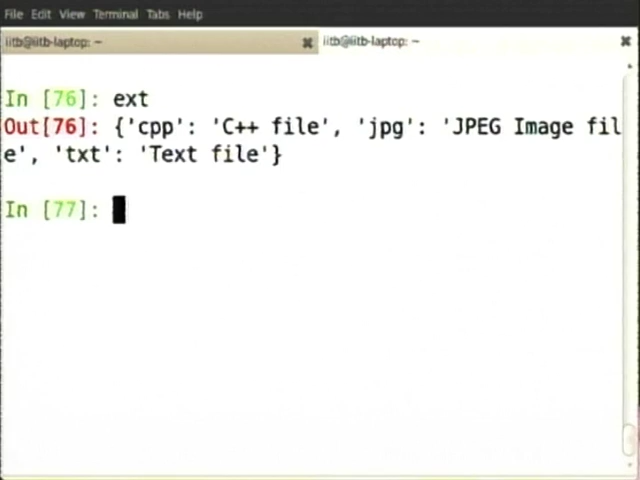 File Edit View Terminal Tabs Help
iitb@iitb-laptop: ~ iitb@iitb-laptop: ~
In [76]: ext
Out[76]: {'cpp': 'C++ file', 'jpg': 'JPEG Image fil
e', 'txt': 'Text file'}
In [77]: